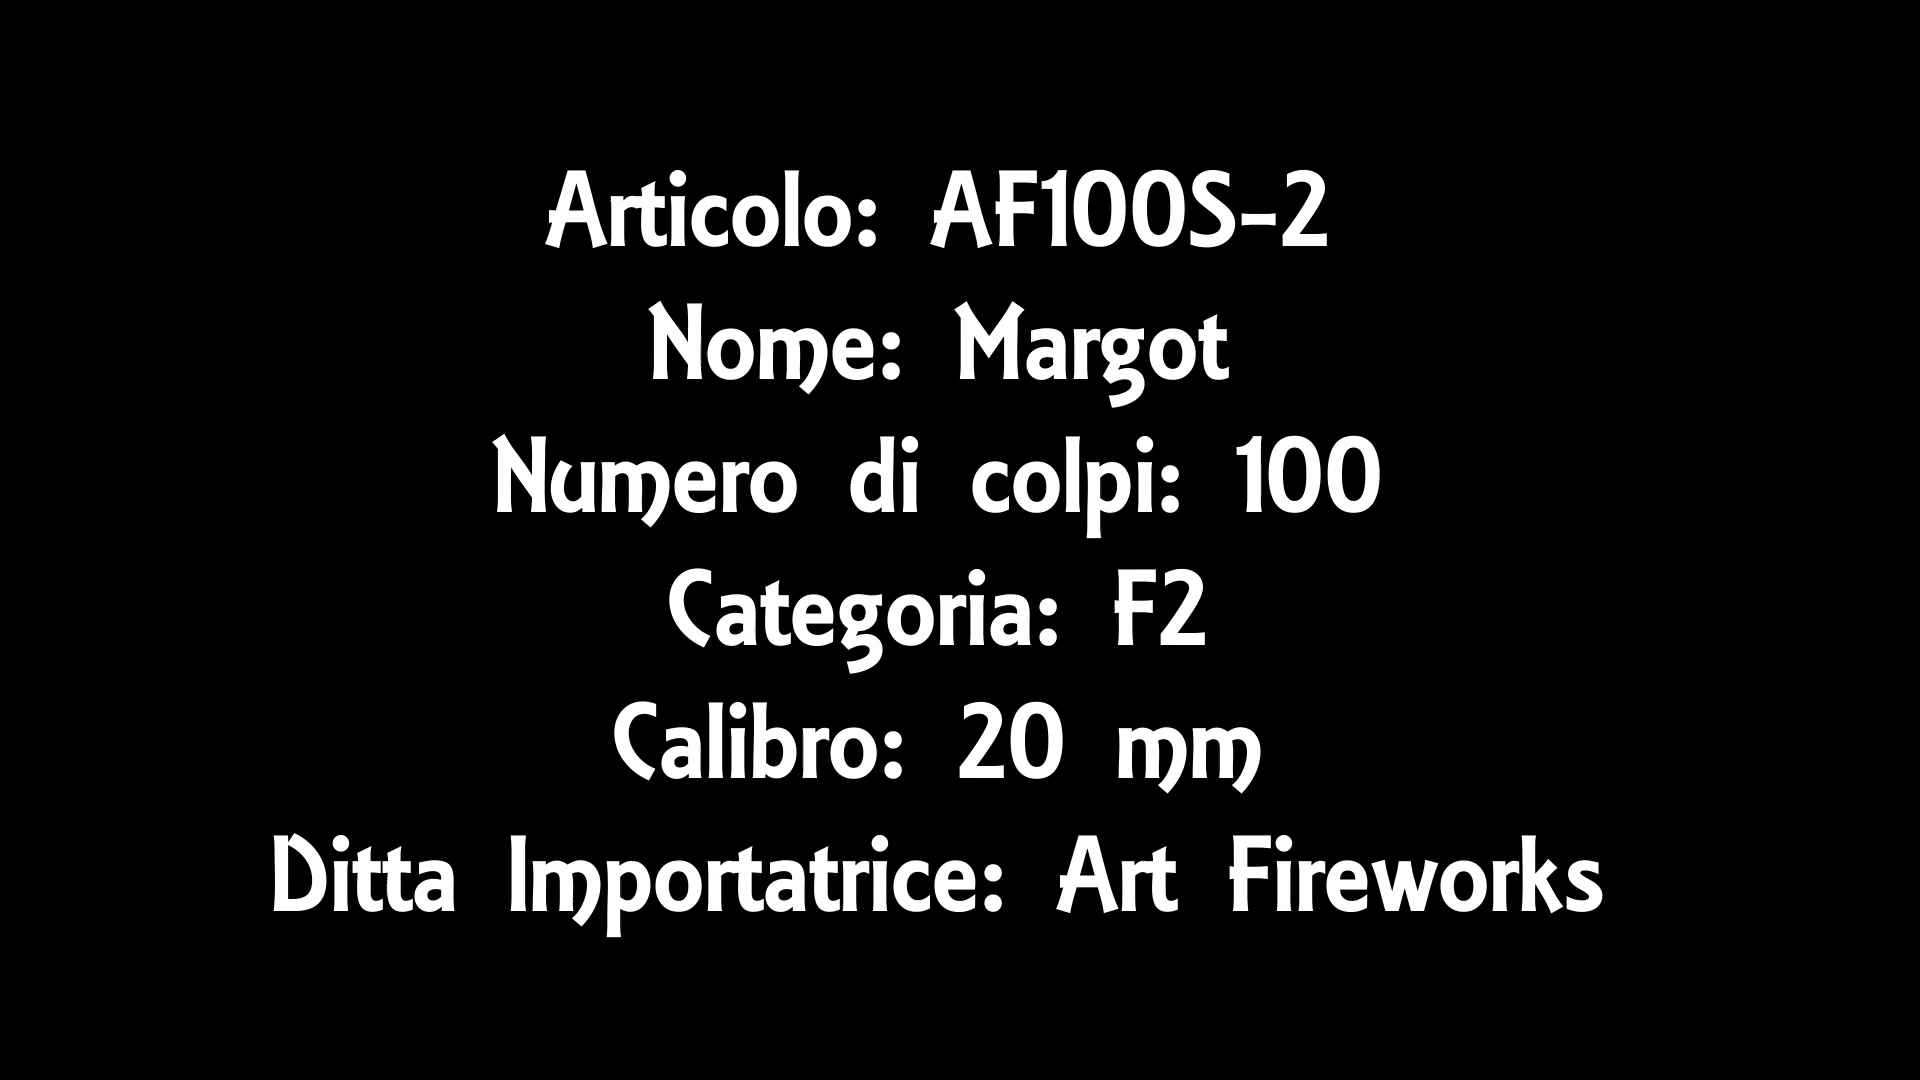 Articolo: AF100S-2
Nome: Margot
Numero di colpi: 100
Categoria: F2
Calibro: 20 mm
Ditta Importatrice: Art Fireworks